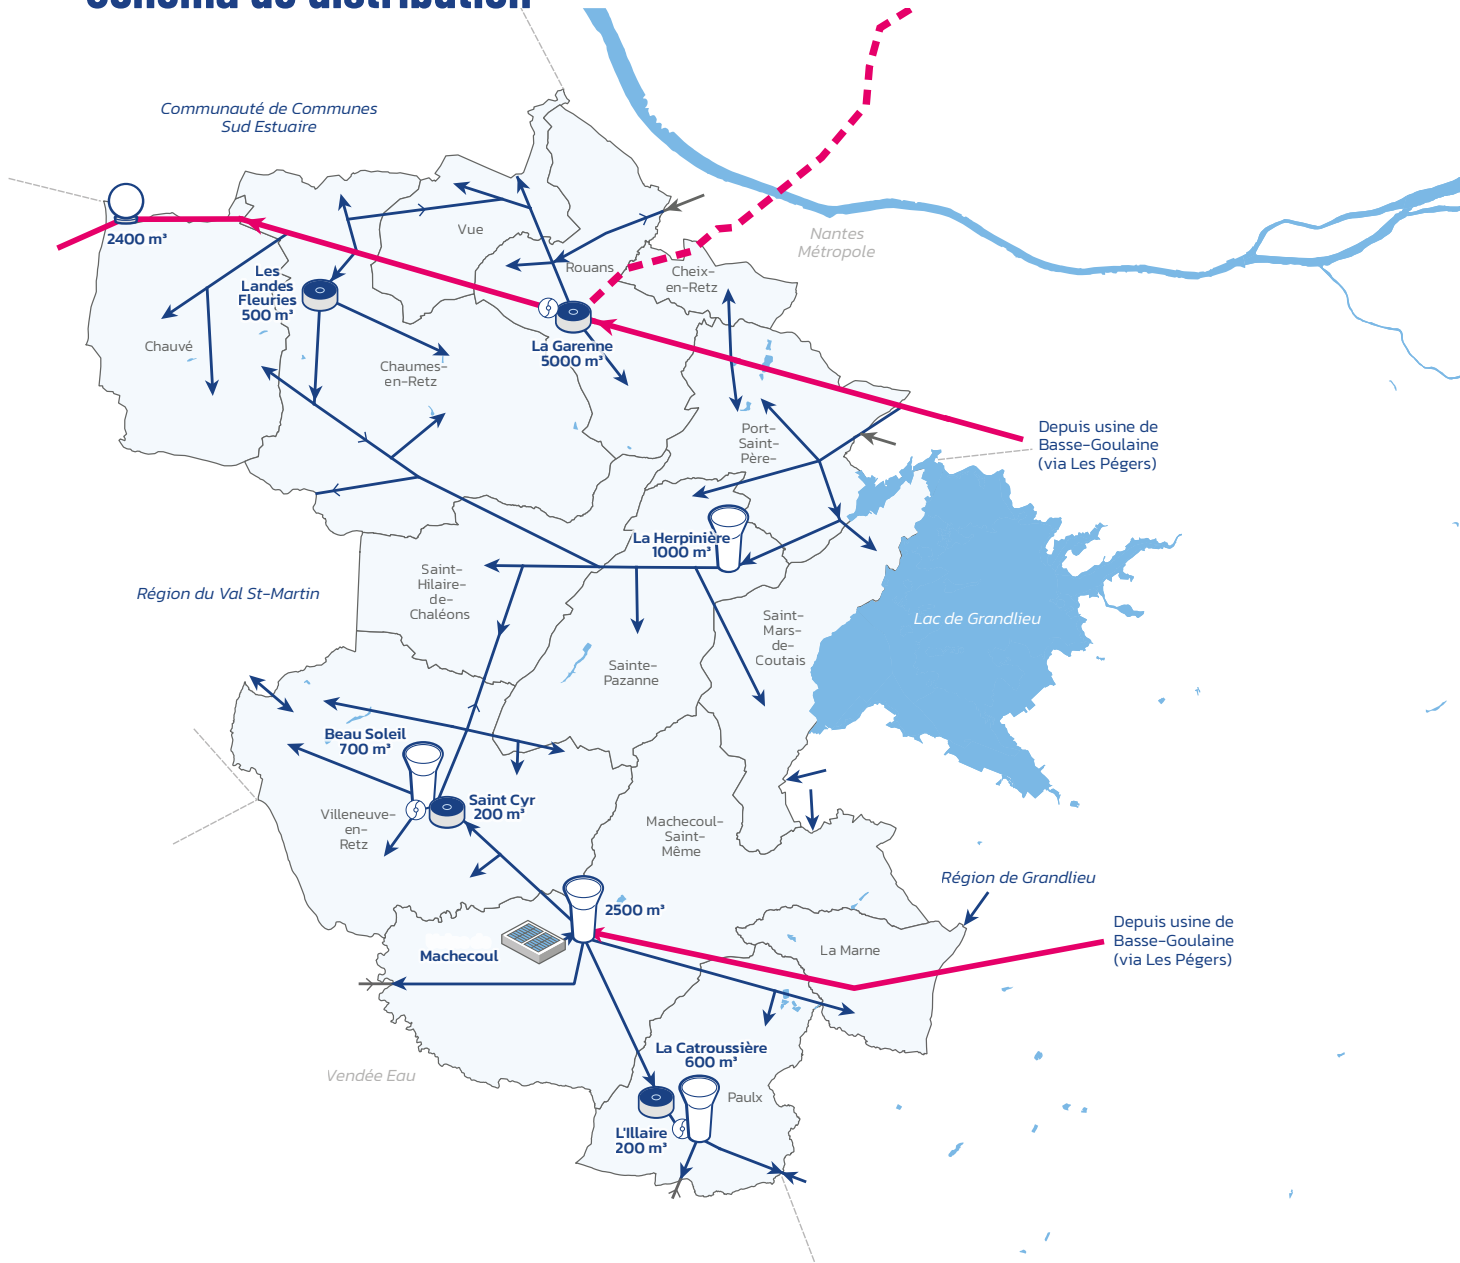 schéma de distribution
Communauté de Communes
Sud Estuaire
2400 m³
Vue
Nantes
Métropole
Rouans
Cheix-
en-Retz
Les
Landes
Fleuries
500 m³
Chauvé
La Garenne
5000 m³
Chaumes-
en-Retz
Port-
Saint-
Père-
Depuis usine de
Basse-Goulaine
(via Les Pégers)
La Herpinière
1000 m³
Saint-
Hilaire-
de-
Chaléons
Région du Val St-Martin
Saint-
Mars-
de-
Coutais
Lac de Grandlieu
Sainte-
Pazanne
Beau Soleil
700 m³
Saint Cyr
200 m³
Villeneuve-
en-
Retz
Machecoul-
Saint-
Même
Région de Grandlieu
2500 m³
Depuis usine de
Basse-Goulaine
(via Les Pégers)
La Marne
Machecoul
La Catroussière
600 m³
Vendée Eau
Paulx
L'Illaire
200 m³